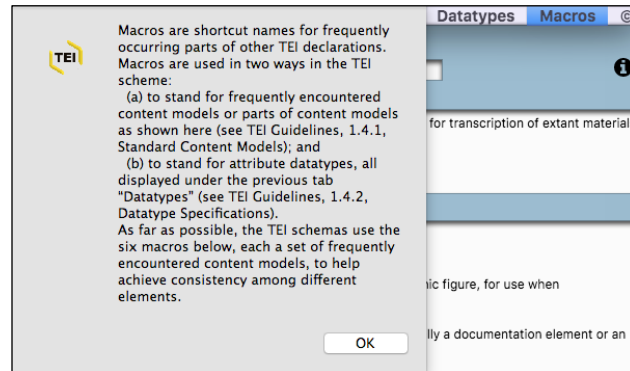 Datatypes Macros
TEI
Macros are shortcut names for frequently
occurring parts of other TEI declarations.
Macros are used in two ways in the TEI
scheme:
(a) to stand for frequently encountered
content models or parts of content models
as shown here (see TEI Guidelines, 1.4.1,
Standard Content Models); and
(b) to stand for attribute datatypes, all
displayed under the previous tab
“Datatypes” (see TEI Guidelines, 1.4.2,
Datatype Specifications).
As far as possible, the TEI schemas use the
six macros below, each a set of frequently
encountered content models, to help
achieve consistency among different
elements.
OK
for transcription of extant material
nic figure, for use when
lly a documentation element or an